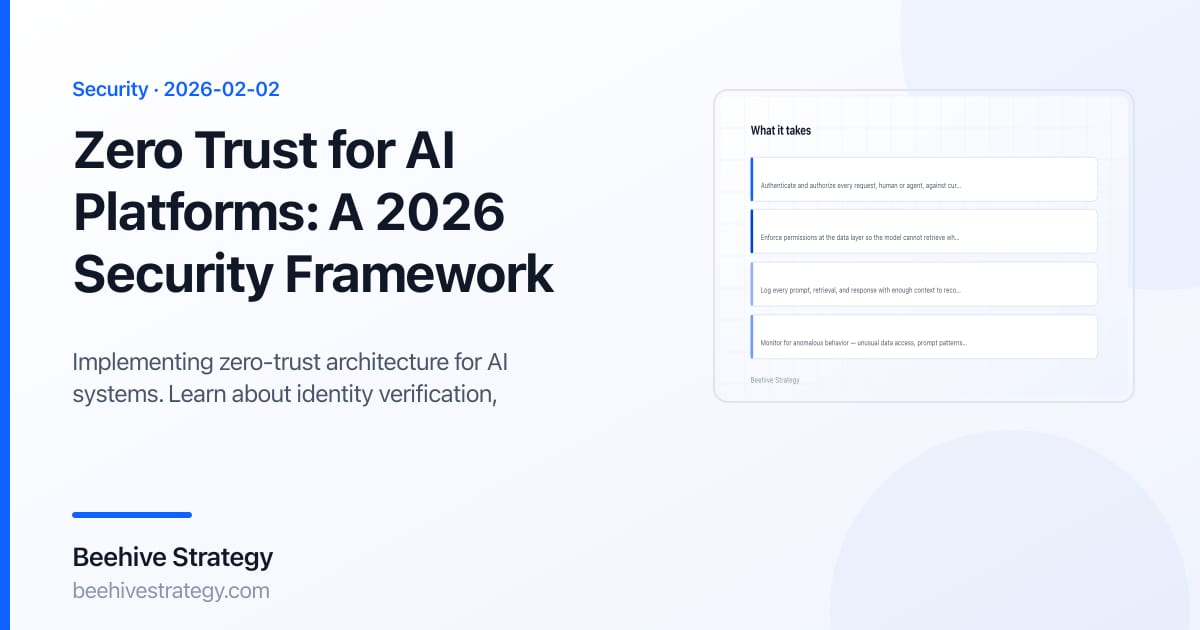 Security · 2026-02-02
Zero Trust for AI
Platforms: A 2026
Security Framework
Implementing zero-trust architecture for AI
systems. Learn about identity verification,
Beehive Strategy
beehivestrategy.com
What it takes
Authenticate and authorize every request, human or agent, against cur...
Enforce permissions at the data layer so the model cannot retrieve wh...
Log every prompt, retrieval, and response with enough context to reco...
Monitor for anomalous behavior — unusual data access, prompt patterns...
Beehive Strategy